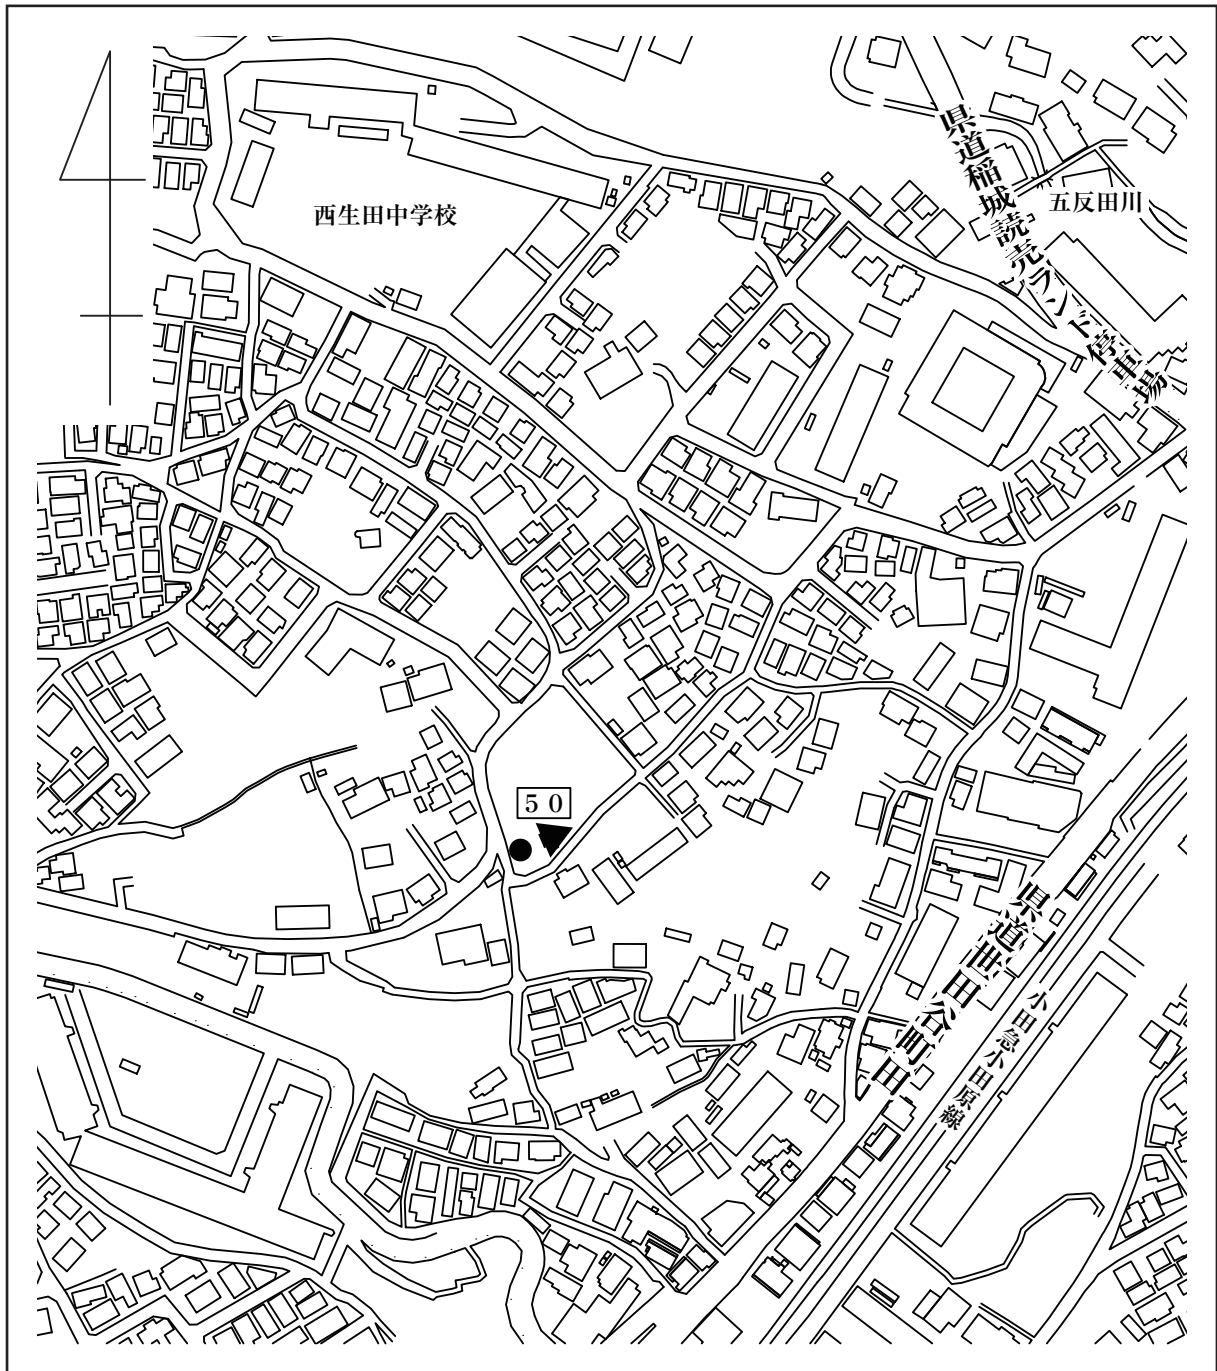 県道稲城読売ランド停車場
五反田川
西生田中学校
５０
県道世田谷町田
小田急小田原線